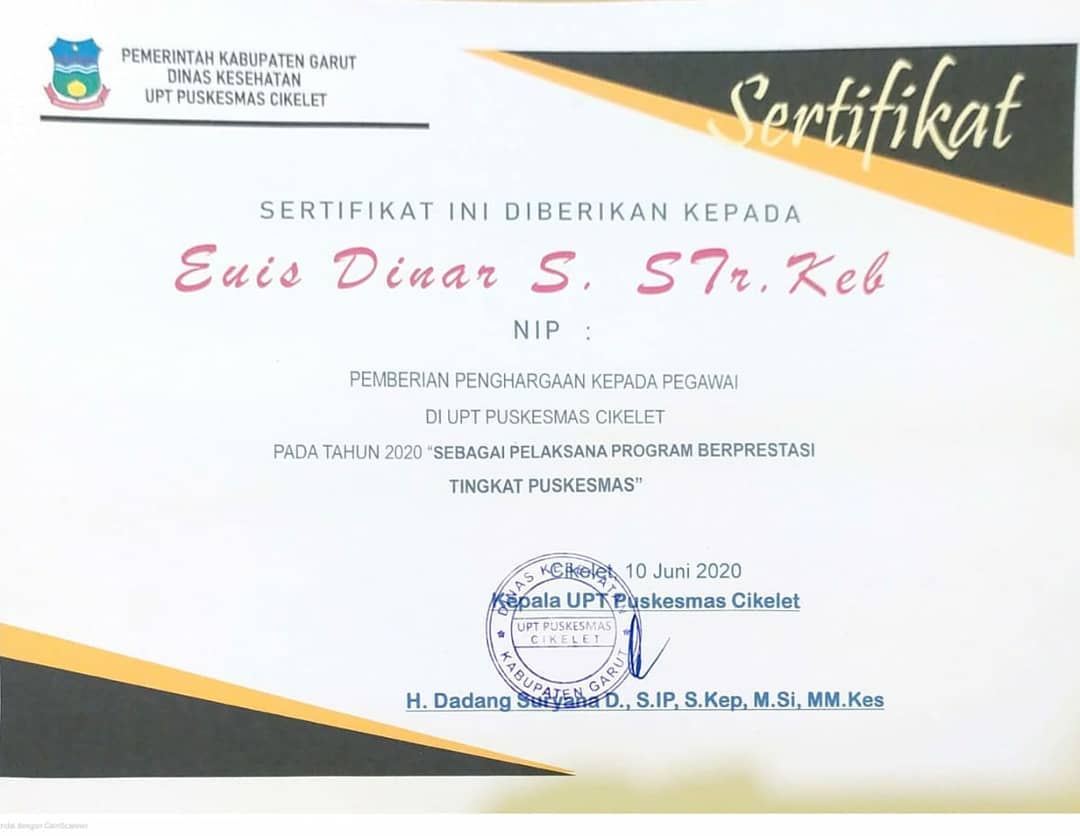 PEMERINTAH KABUPATEN GARUT
DINAS KESEHATAN
UPT PUSKESMAS CIKELET
Sertifikat
SERTIFIKAT INI DIBERIKAN KEPADA
Euis Dinar S. STr.Keb
NIP :
PEMBERIAN PENGHARGAAN KEPADA PEGAWAI
DI UPT PUSKESMAS CIKELET
PADA TAHUN 2020 “SEBAGAI PELAKSANA PROGRAM BERPRESTASI
TINGKAT PUSKESMAS”
Cikelet, 10 Juni 2020
Kepala UPT Puskesmas Cikelet
DINAS KESEHATAN
UPT PUSKESMAS
CIKELET
KABUPATEN GARUT
H. Dadang Suryana D., S.IP, S.Kep, M.Si, MM.Kes
dengan CamScanner